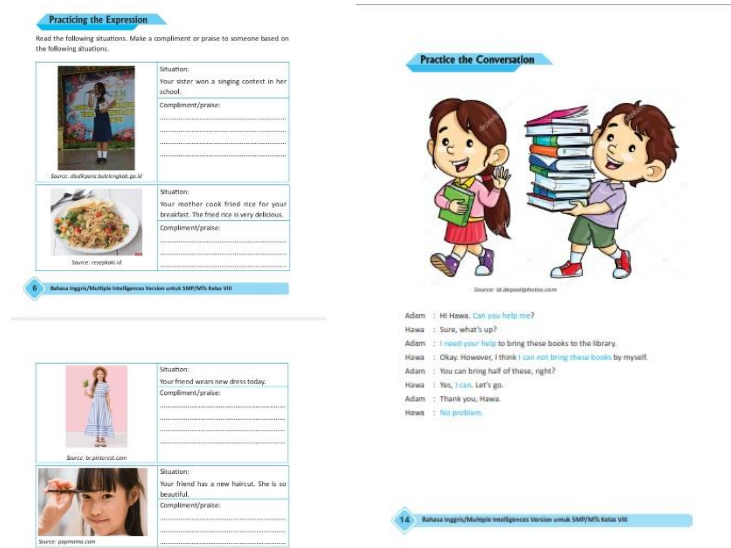 Practicing the Expression
Read the following situations. Make a compliment or praise to someone based on
the following situations.
Situation:
Your sister won a singing contest in her
school.
Compliment/praise:
Source: disdikpora.bulelengkab.go.id
Situation:
Your mother cook fried rice for your
breakfast. The fried rice is very delicious.
Compliment/praise:
Source: resepkoki.id
6 Bahasa Inggris/Multiple Intelligences Version untuk SMP/MTs Kelas VIII
Situation:
Your friend wears new dress today.
Compliment/praise:
Source: br.pinterest.com
Situation:
Your friend has a new haircut. She is so
beautiful.
Compliment/praise:
Source: popmama.com
Practice the Conversation
Source: id.depositphotos.com
Adam : Hi Hawa. Can you help me?
Hawa : Sure, what's up?
Adam : I need your help to bring these books to the library.
Hawa : Okay. However, I think I can not bring these books by myself.
Adam : You can bring half of these, right?
Hawa : Yes, I can. Let's go.
Adam : Thank you, Hawa.
Hawa : No problem.
14 Bahasa Inggris/Multiple Intelligences Version untuk SMP/MTs Kelas VIII